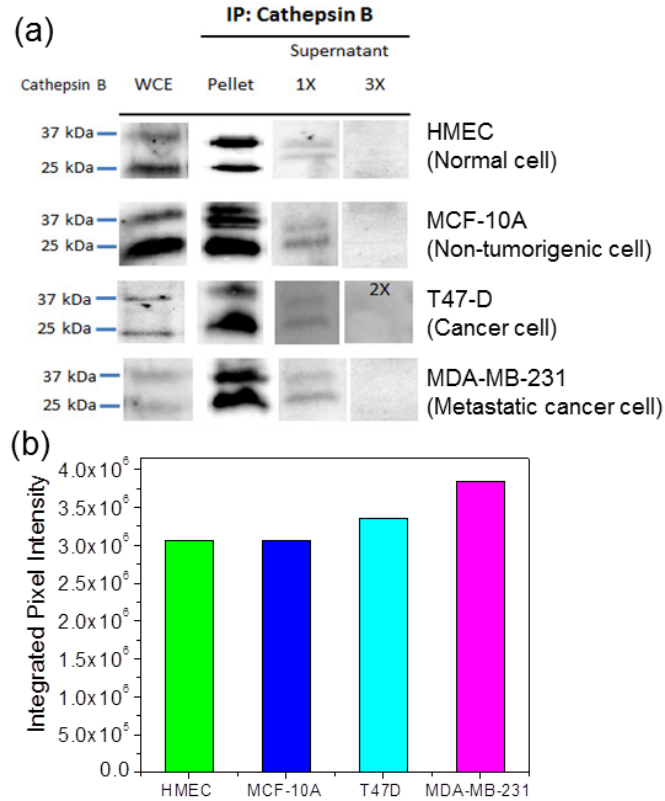 (a)
IP: Cathepsin B
Supernatant
Cathepsin B WCE Pellet 1X 3X
37 kDa
25 kDa
HMEC
(Normal cell)
37 kDa
25 kDa
MCF-10A
(Non-tumorigenic cell)
2X
37 kDa
25 kDa
T47-D
(Cancer cell)
37 kDa
25 kDa
MDA-MB-231
(Metastatic cancer cell)
(b)
Integrated Pixel Intensity
4.0x10⁶
3.5x10⁶
3.0x10⁶
2.5x10⁶
2.0x10⁶
1.5x10⁶
1.0x10⁶
5.0x10⁵
0.0
HMEC MCF-10A T47D MDA-MB-231